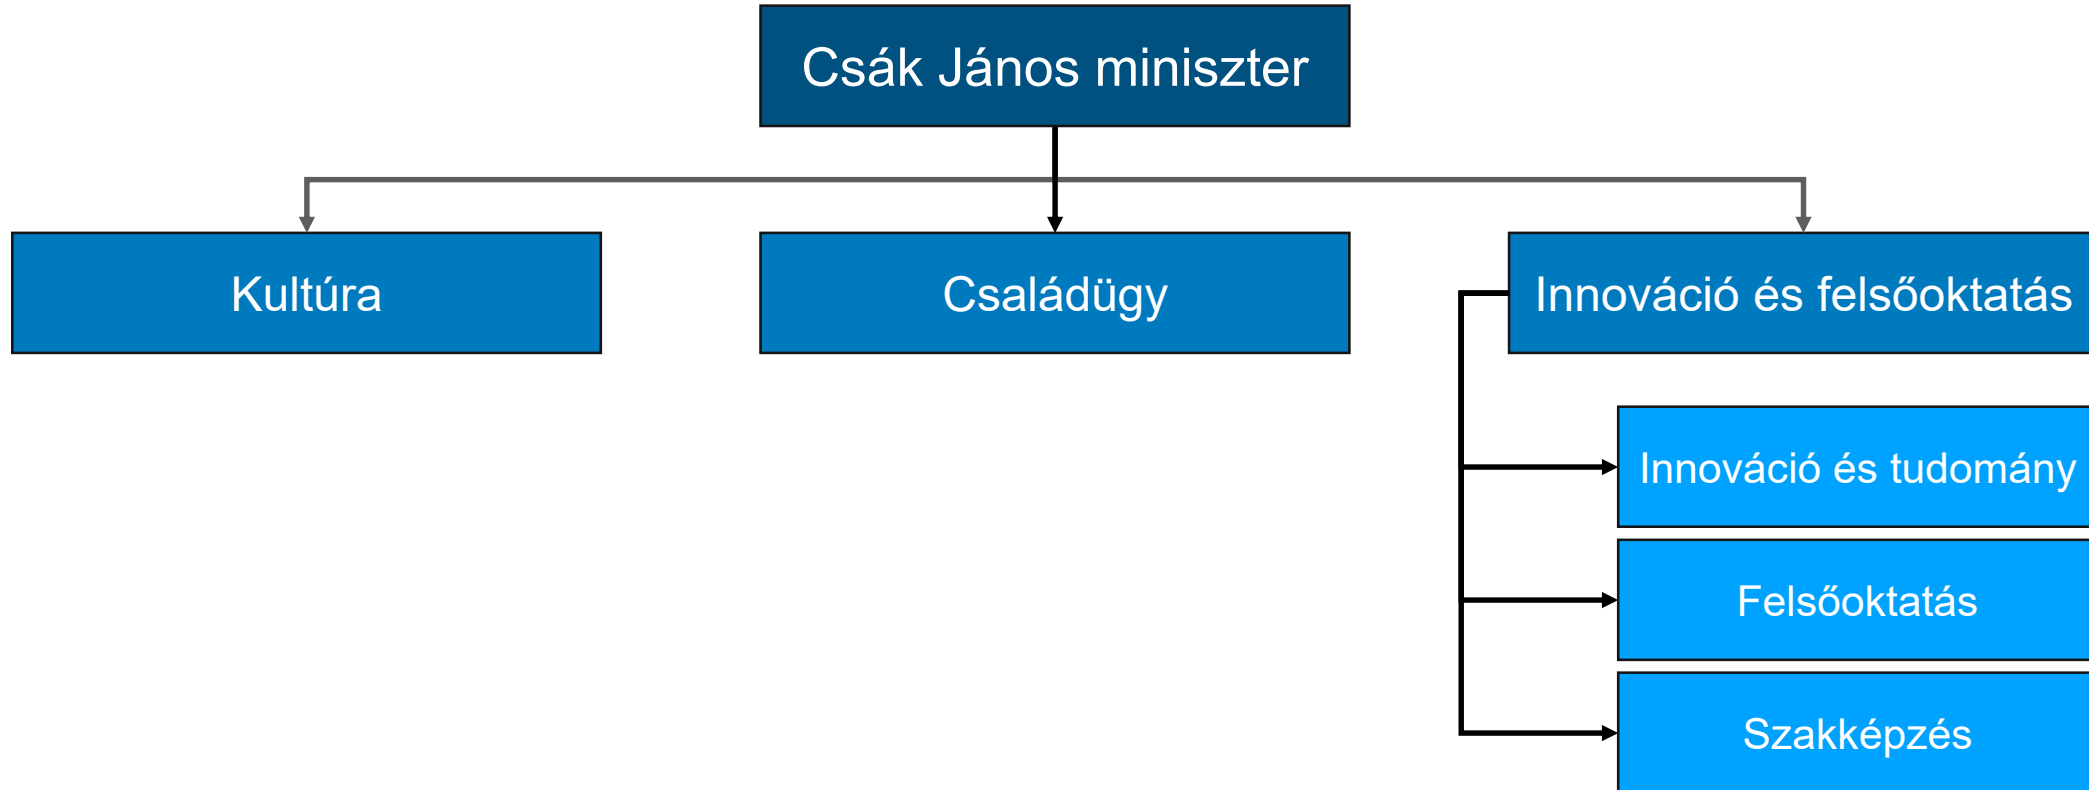 Csák János miniszter
Kultúra
Családügy
Innováció és felsőoktatás
Innováció és tudomány
Felsőoktatás
Szakképzés